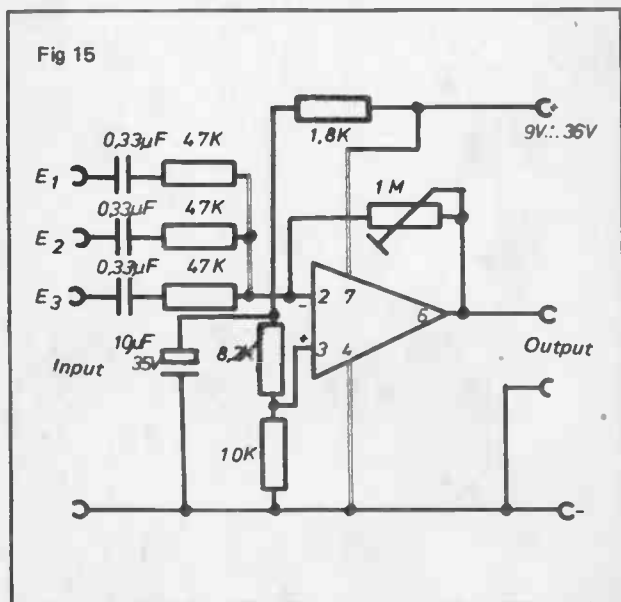 Fig 15
1,8K
+
9V...36V
0,33µF 47K
E1
1 M
0,33µF 47K
E2
0,33µF 47K
E3
2 7
-
6
+
3 4
10µF
35V
8,2K
Input
Output
10K
-